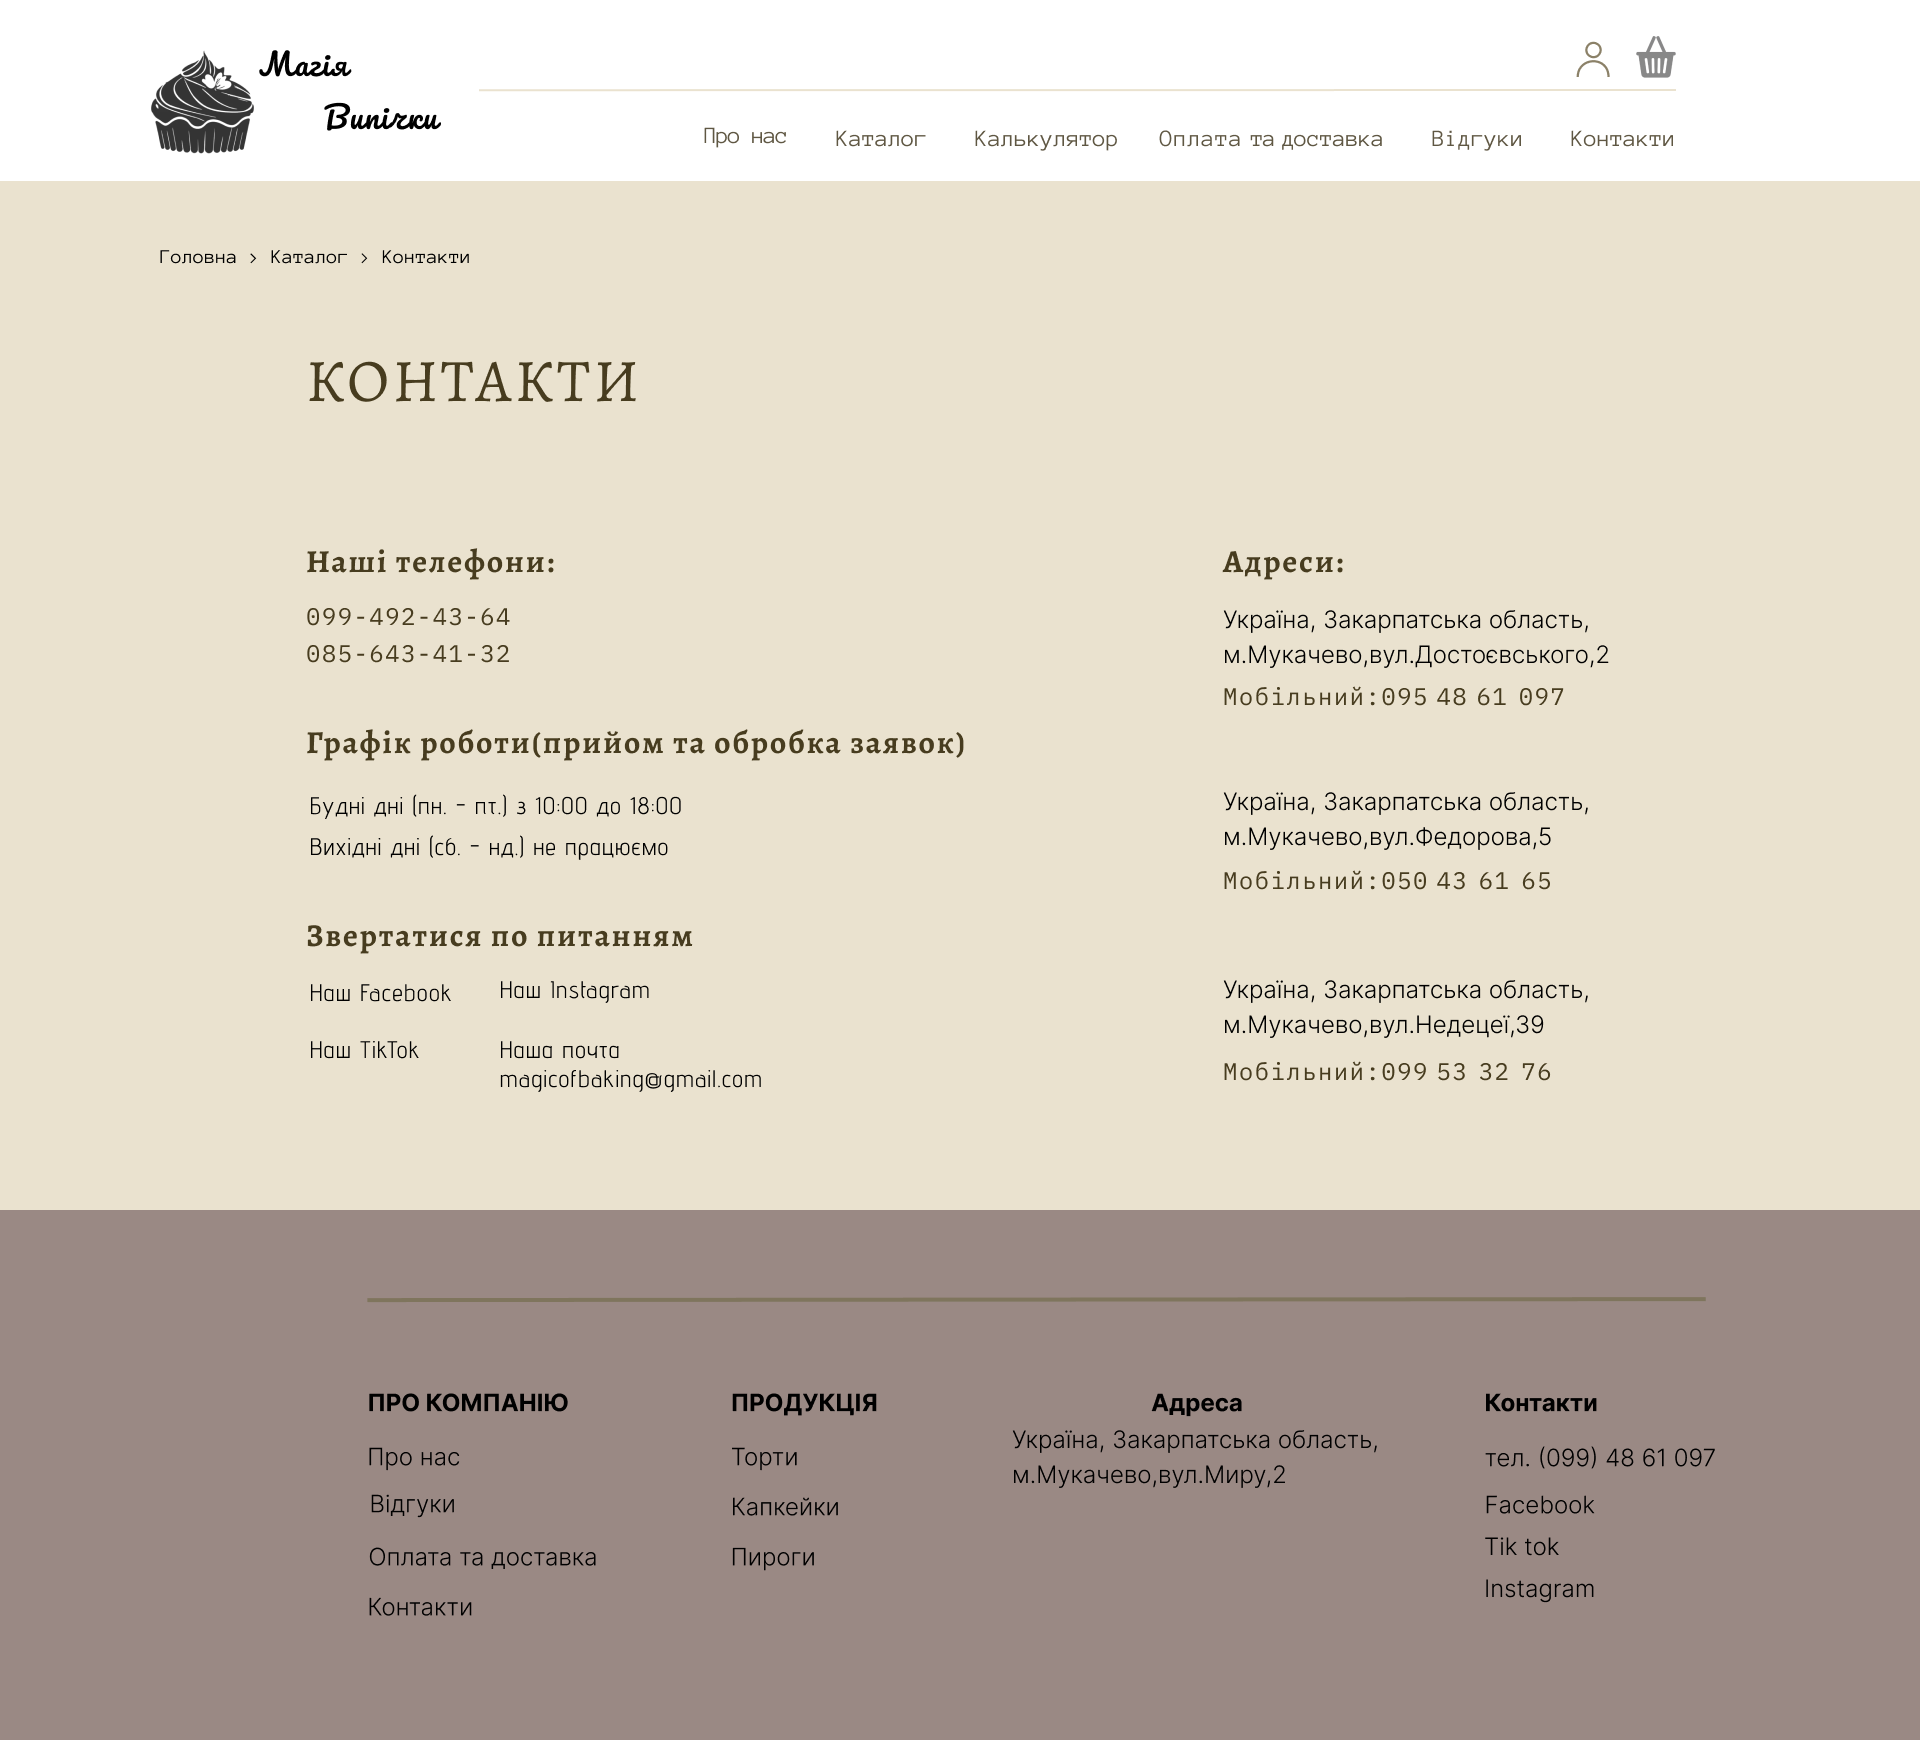 Магія
Випічки
Про нас Каталог Калькулятор Оплата та доставка Відгуки Контакти
Головна > Каталог > Контакти
КОНТАКТИ
Наші телефони:
099-492-43-64
085-643-41-32
Графік роботи(прийом та обробка заявок)
Будні дні (пн. - пт.) з 10:00 до 18:00
Вихідні дні (сб. - нд.) не працюємо
Звертатися по питанням
Наш Facebook Наш Instagram
Наш TikTok Наша почта
magicofbaking@gmail.com
Адреси:
Україна, Закарпатська область,
м.Мукачево,вул.Достоєвського,2
Мобільний:095 48 61 097
Україна, Закарпатська область,
м.Мукачево,вул.Федорова,5
Мобільний:050 43 61 65
Україна, Закарпатська область,
м.Мукачево,вул.Недецеї,39
Мобільний:099 53 32 76
ПРО КОМПАНІЮ
Про нас
Відгуки
Оплата та доставка
Контакти
ПРОДУКЦІЯ
Торти
Капкейки
Пироги
Адреса
Україна, Закарпатська область,
м.Мукачево,вул.Миру,2
Контакти
тел. (099) 48 61 097
Facebook
Tik tok
Instagram